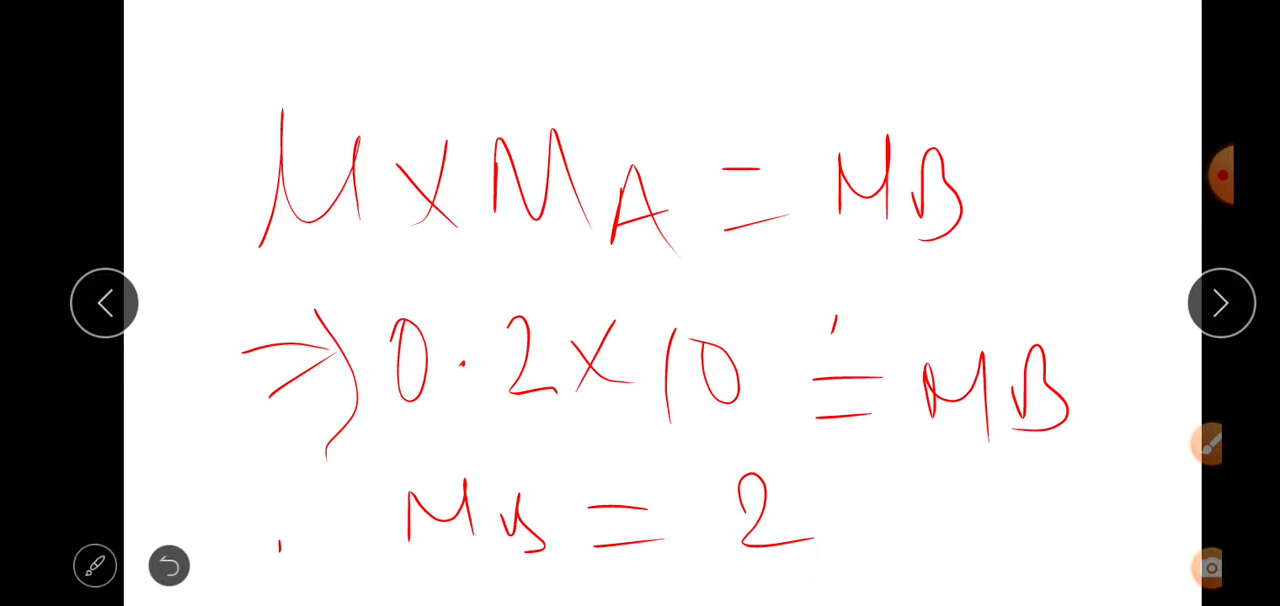 μ × MA = MB
⇒ 0.2 × 10 = MB
MB = 2